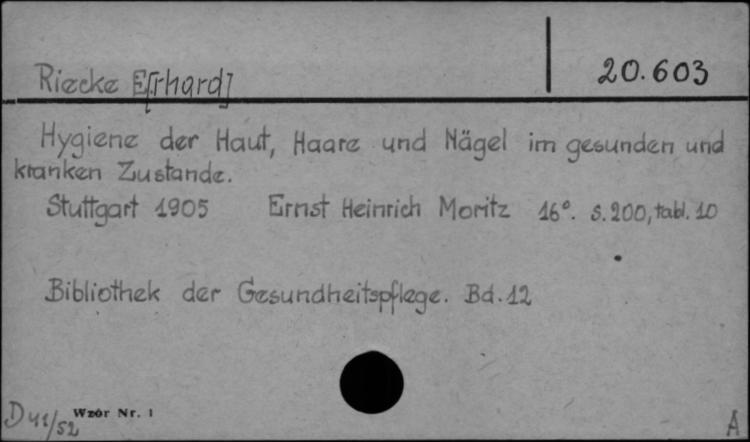 Riecke E[rhard]
20.603
Hygiene der Haut, Haare und Nägel im gesunden und
kranken Zustande.
Stuttgart 1905 Ernst Heinrich Moritz 16°. s.200, tabl. 10
Bibliothek der Gesundheitspflege. Bd. 12
D 41/52 Wzór Nr. 1
A